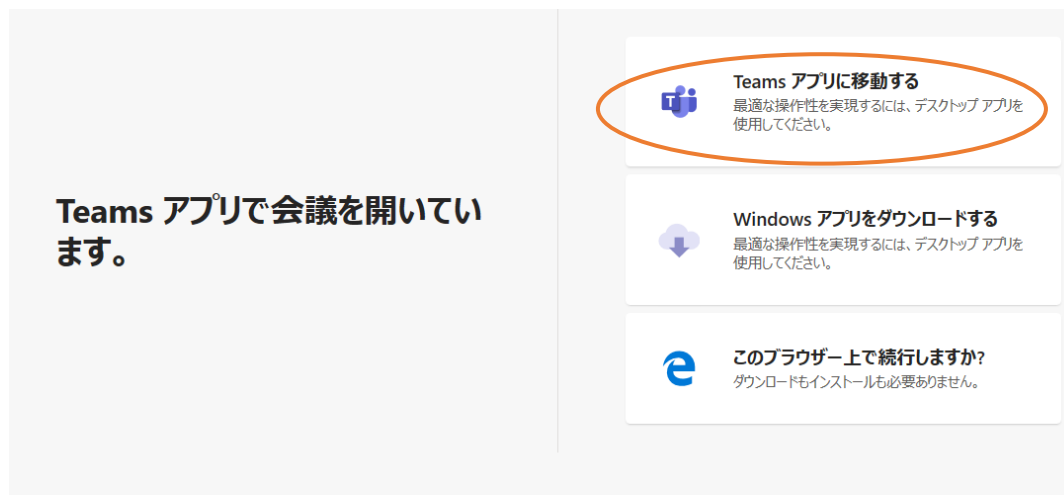 Teams アプリで会議を開いてい
ます。
Teams アプリに移動する
最適な操作性を実現するには、デスクトップ アプリを
使用してください。
Windows アプリをダウンロードする
最適な操作性を実現するには、デスクトップ アプリを
使用してください。
このブラウザー上で続行しますか?
ダウンロードもインストールも必要ありません。